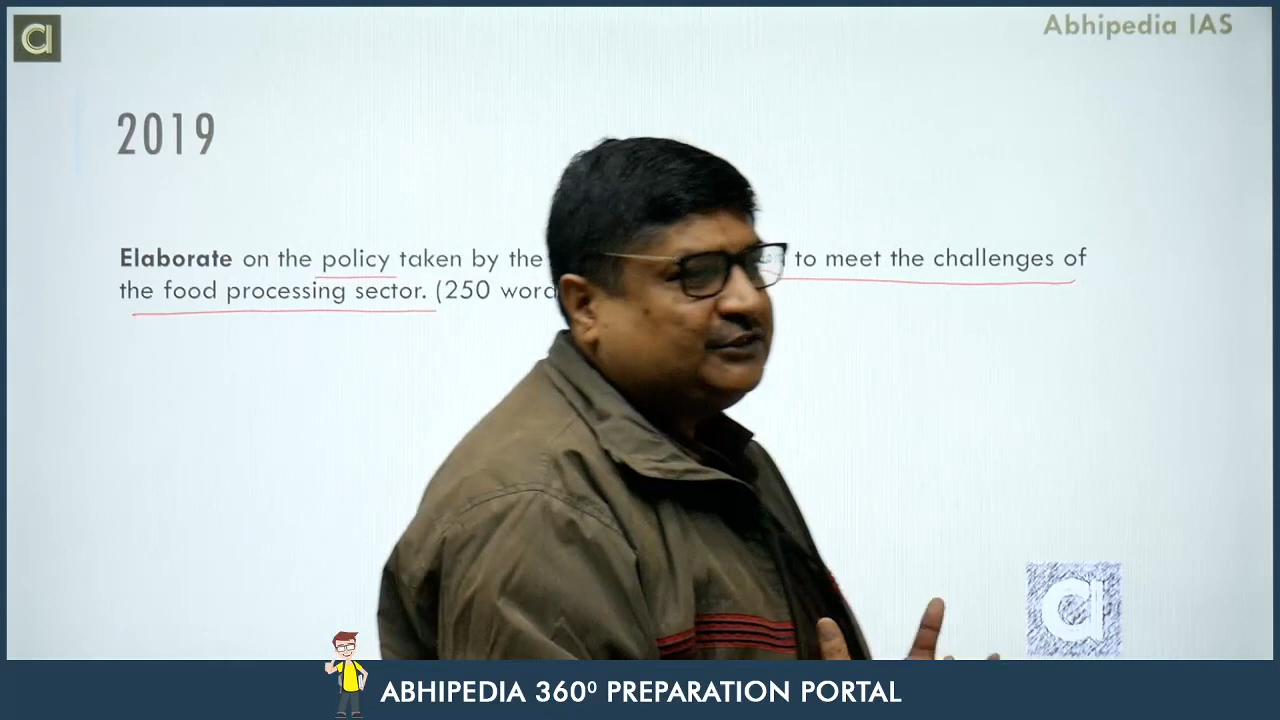 Abhipedia IAS
2019
Elaborate on the policy taken by the to meet the challenges of
the food processing sector. (250
ABHIPEDIA 360⁰ PREPARATION PORTAL